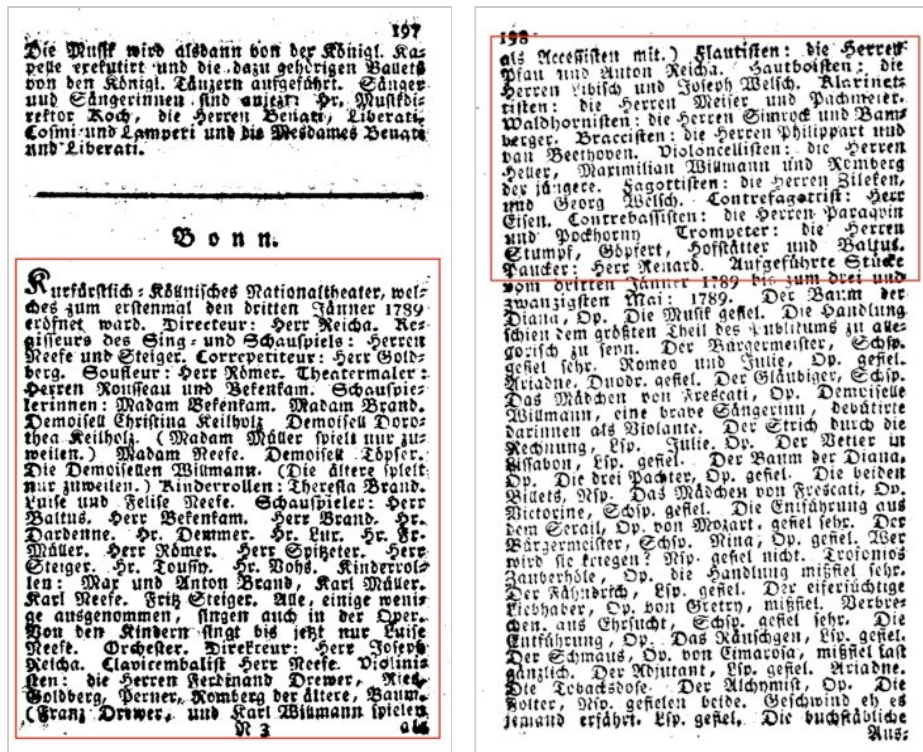 197
Die Musik wird alsdann von der Königl. Ka⸗
pelle exekutirt und die dazu gehörigen Ballets
von den Königl. Tänzern aufgeführt. Sänger
und Sängerinnen sind anjezt: Hr. Musikdi⸗
rektor Koch, die Herren Benati, Liberati,
Cosmi und Lamperi und die Mesdames Benati
und Liberati.
Bonn.
Kurfürstlich⸗Köllnisches Nationaltheater, wel⸗
ches zum erstenmal den dritten Jänner 1789
eröfnet ward. Directeur: Herr Reicha. Re⸗
gisseurs des Sing⸗ und Schauspiels: Herren
Neefe und Steiger. Correpetiteur: Herr Gold⸗
berg. Soufleur: Herr Römer. Theatermaler:
Herren Rousseau und Bekenkam. Schauspie⸗
lerinnen: Madam Bekenkam. Madam Brand.
Demoisell Christina Keilholz Demoisell Doro⸗
thea Keilholz. (Madam Müller spielt nur zu⸗
weilen.) Madam Neefe. Demoisell Töpfer.
Die Demoisellen Willmann. (Die ältere spielt
nur zuweilen.) Kinderrollen: Theresia Brand.
Luise und Felise Neefe. Schauspieler: Herr
Baltus. Herr Bekenkam. Herr Brand. Hr.
Dardenne. Hr. Demmer. Hr. Lux. Hr. Fr.
Müller. Herr Römer. Herr Spitzeter. Herr
Steiger. Hr. Toussy. Hr. Vohs. Kinderrol⸗
len: Max und Anton Brand, Karl Müller.
Karl Neefe. Fritz Steiger. Alle, einige weni⸗
ge ausgenommen, singen auch in der Oper.
Von den Kindern singt bis jetzt nur Luise
Neefe. Orchester. Direkteur: Herr Joseph
Reicha. Clavicembalist Herr Neefe. Violini⸗
sten: die Herren Ferdinand Drewer, Ries,
Goldberg, Perner, Romberg der ältere, Baum.
(Franz Drewer, und Karl Willmann spielen
N 3 als
198
als Accessisten mit.) Flautisten: die Herren
Pfau und Anton Reicha. Hautboisten: die
Herren Libisch und Joseph Welsch. Klarinet⸗
tisten: die Herren Meiser und Pachmeier.
Waldhornisten: die Herren Simrock und Bam⸗
berger. Braccisten: die Herren Philippart und
van Beethoven. Violoncellisten: die Herren
Heller, Maximilian Willmann und Romberg
der jüngere. Fagottisten: die Herren Zileken,
und Georg Welsch. Contrefagottist: Herr
Eisen. Contrebassisten: die Herren Paraquin
und Pockhorny Trompeter: die Herren
Stumpf, Göpfert, Hofstätter und Baltus.
Paucker: Herr Renard. Aufgeführte Stücke
vom dritten Jänner 1789 bis zum drei und
zwanzigsten Mai: 1789. Der Baum der
Diana, Op. Die Musik gefiel. Die Handlung
schien dem größten Theil des Publikums zu alle⸗
gorisch zu seyn. Der Bürgermeister, Schsp.
gefiel sehr. Romeo und Julie, Op. gefiel.
Ariadne. Duodr. gefiel. Der Gläubiger, Schsp.
Das Mädchen von Frescati, Op. Demoiselle
Willmann, eine brave Sängerinn, debütirte
darinnen als Violante. Der Strich durch die
Rechnung, Lsp. Julie. Op. Der Vetter in
Lissabon, Lsp. gefiel. Der Baum der Diana,
Op. Die drei Pachter, Op. gefiel. Die beiden
Billets, Nsp. Das Mädchen von Frescati, Op.
Victorine, Schsp. gefiel. Die Entführung aus
dem Serail, Op. von Mozart, gefiel sehr. Der
Bürgermeister, Schsp. Nina, Op. gefiel. Wer
wird sie kriegen? Nsp. gefiel nicht. Trofonios
Zauberhöle, Op. die Handlung mißfiel sehr.
Der Fähndrich, Lsp. gefiel. Der eifersüchtige
Liebhaber, Op. von Gretry, mißfiel. Verbre⸗
chen aus Ehrsucht, Schsp. gefiel sehr. Die
Entführung, Op. Das Räuschgen, Lsp. gefiel.
Der Schmaus, Op. von Cimarosa, mißfiel fast
gänzlich. Der Adjutant, Lsp. gefiel. Ariadne.
Die Tobacksdose. Der Alchymist, Op. Die
Folter, Nsp. gefielen beide. Geschwind eh es
jemand erfährt. Lsp. gefiel. Die buchstäbliche
Aus⸗